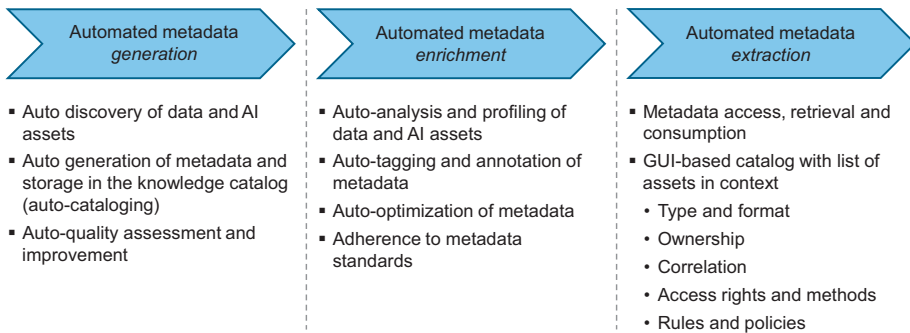 Automated metadata
generation
▪ Auto discovery of data and AI
assets
▪ Auto generation of metadata and
storage in the knowledge catalog
(auto-cataloging)
▪ Auto-quality assessment and
improvement
Automated metadata
enrichment
▪ Auto-analysis and profiling of
data and AI assets
▪ Auto-tagging and annotation of
metadata
▪ Auto-optimization of metadata
▪ Adherence to metadata
standards
Automated metadata
extraction
▪ Metadata access, retrieval and
consumption
▪ GUI-based catalog with list of
assets in context
• Type and format
• Ownership
• Correlation
• Access rights and methods
• Rules and policies